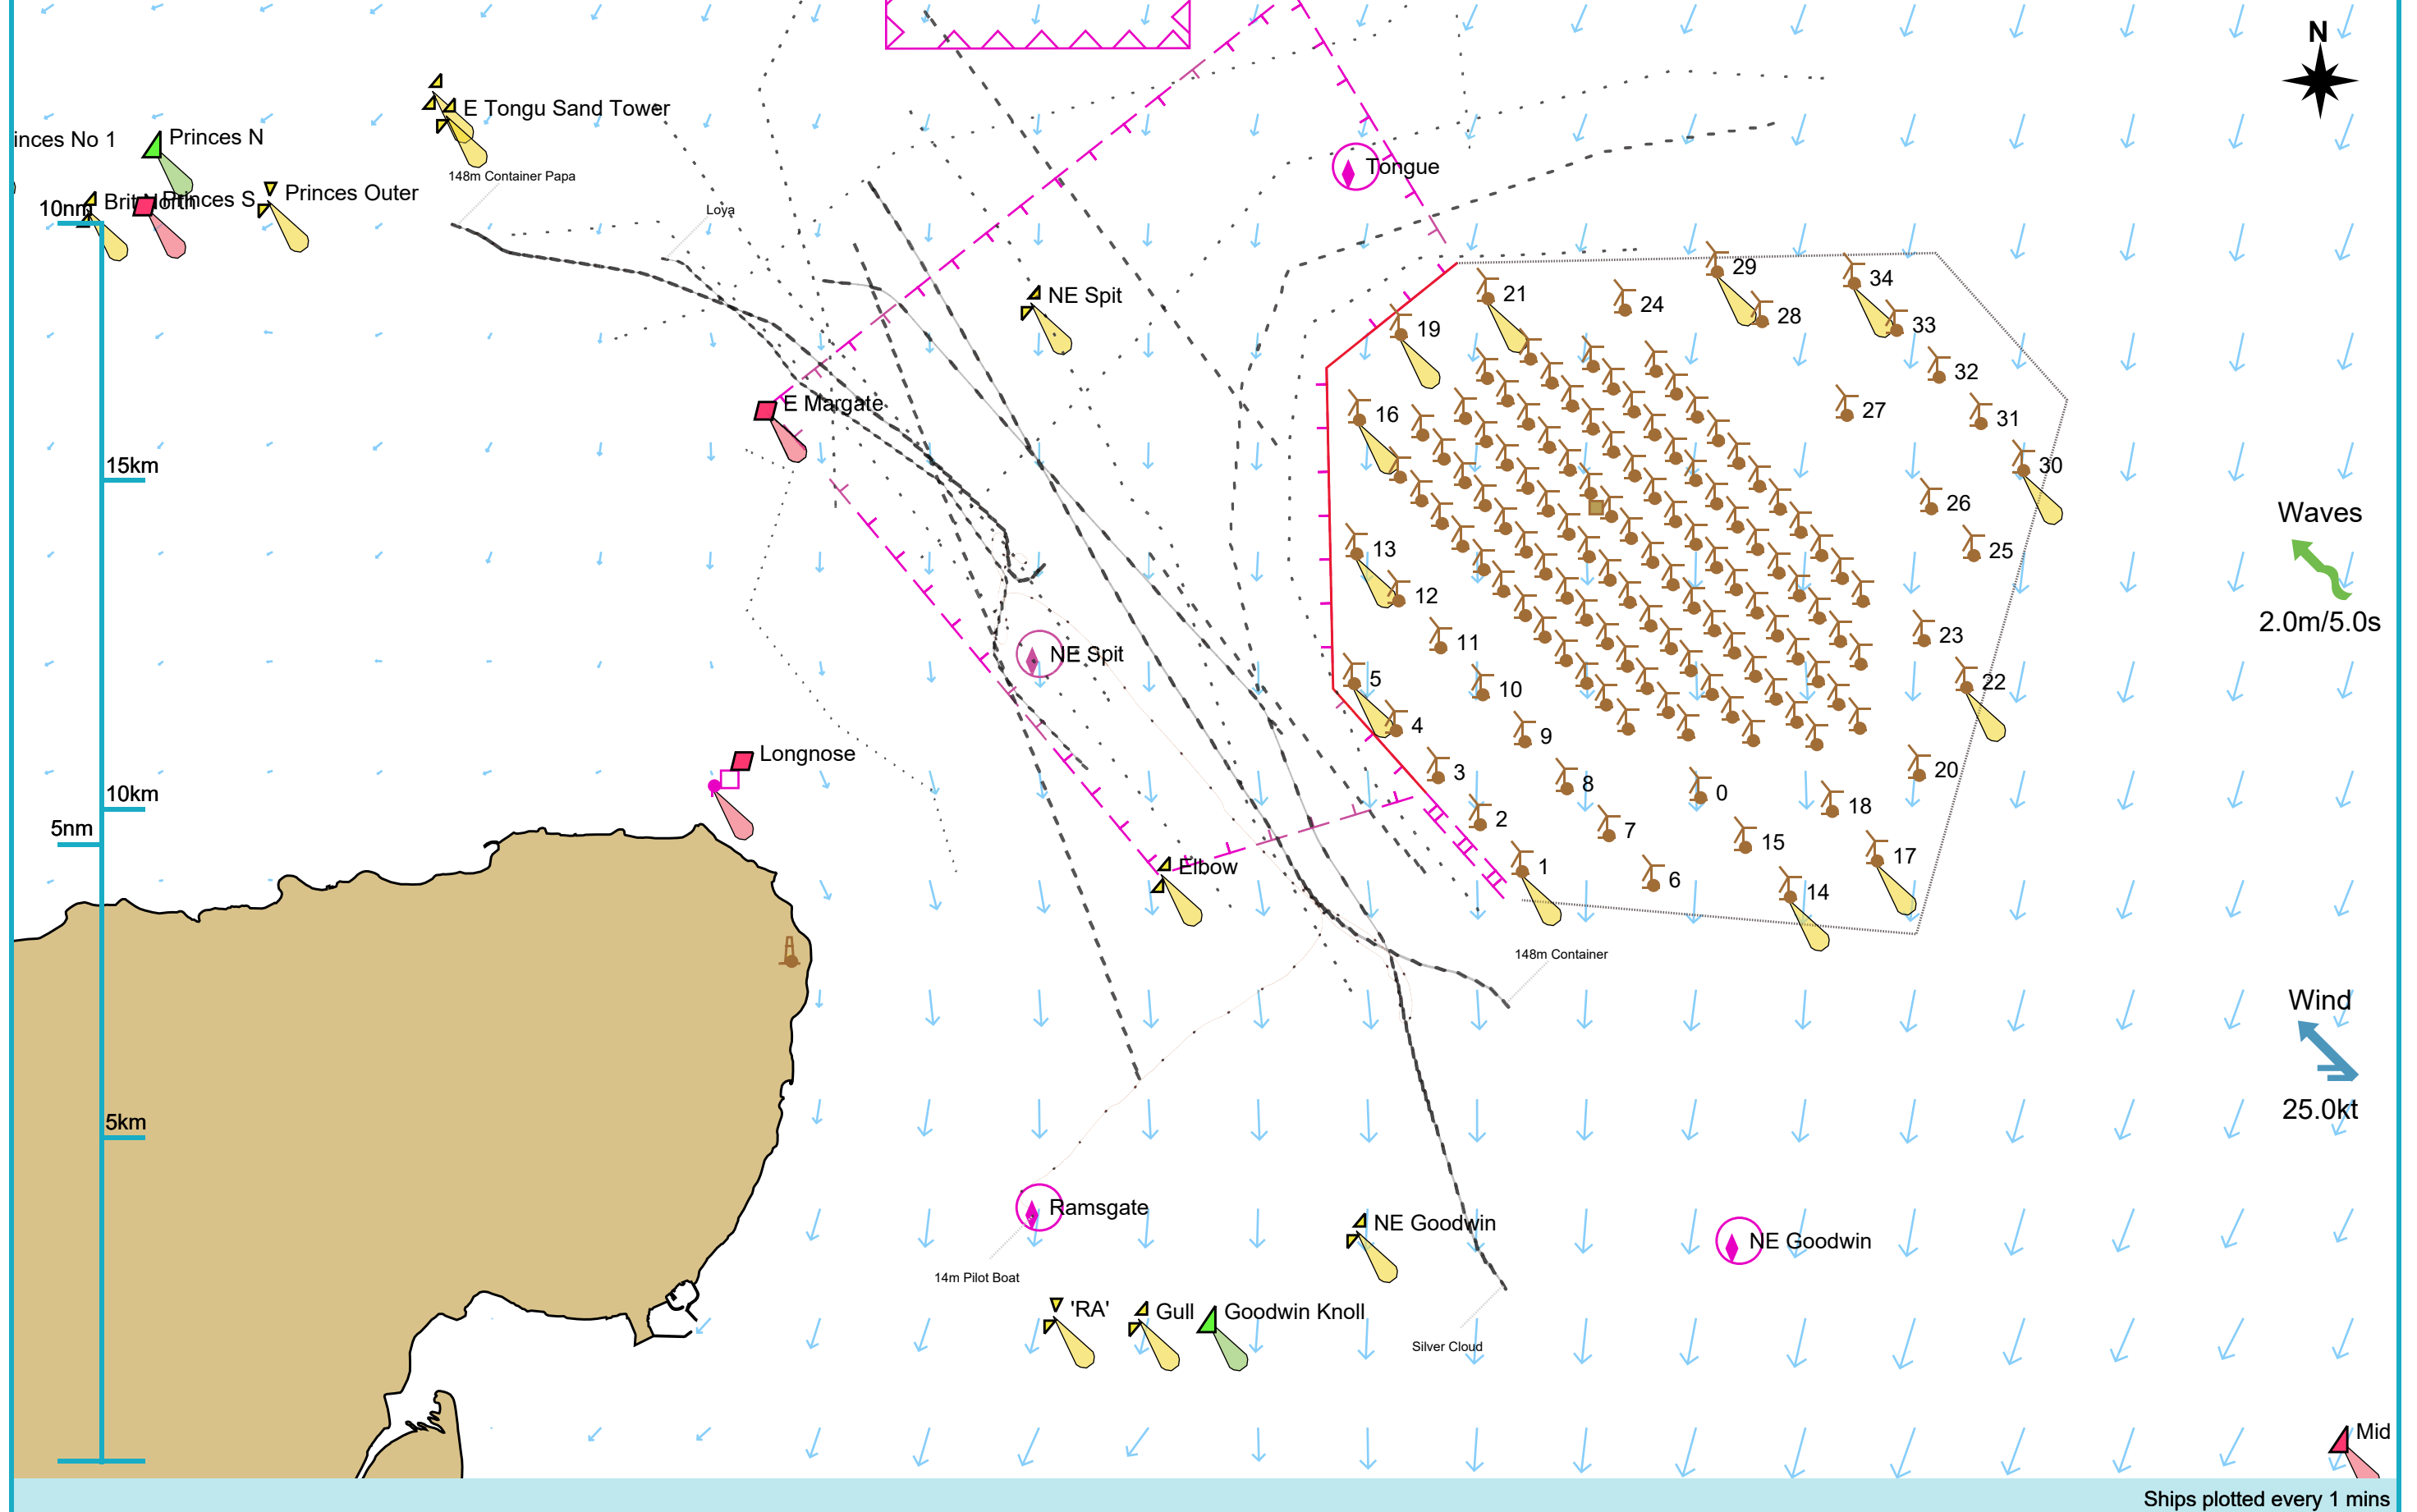 N
E Tongu Sand Tower
inces No 1
Princes N
Tongue
148m Container Papa
Princes Outer
Princes S
Brit North
10nm
Loya
29
34
21
NE Spit
24
28
33
19
32
E Margate
16
27
31
15km
30
26
Waves
13
25
12
2.0m/5.0s
11
23
NE Spit
5
22
10
4
9
Longnose
3
20
8
10km
0
18
2
5nm
7
15
Elbow
1
17
6
14
148m Container
Wind
25.0kt
5km
Ramsgate
NE Goodwin
NE Goodwin
14m Pilot Boat
'RA'
Gull
Goodwin Knoll
Silver Cloud
Mid
Ships plotted every 1 mins